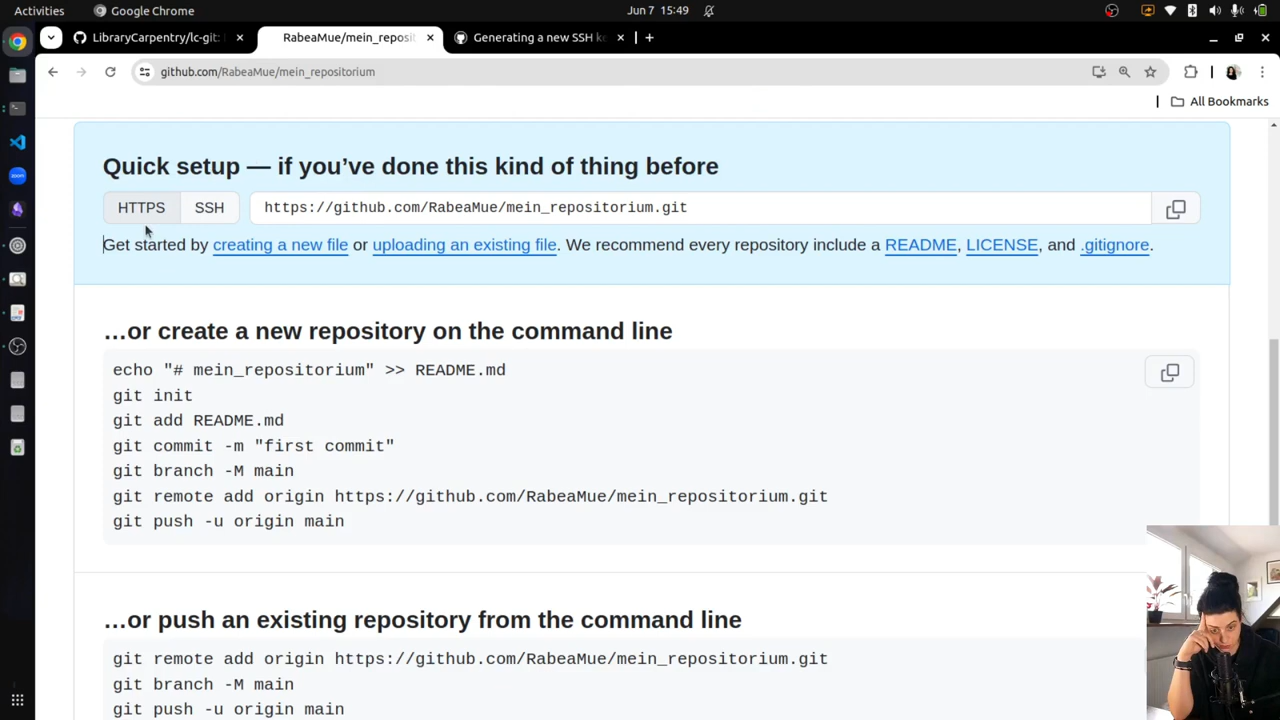 Activities Google Chrome Jun 7 15:49
LibraryCarpentry/lc-git: RabeaMue/mein_reposit Generating a new SSH k
github.com/RabeaMue/mein_repositorium
All Bookmarks
Quick setup — if you’ve done this kind of thing before
HTTPS SSH https://github.com/RabeaMue/mein_repositorium.git
Get started by creating a new file or uploading an existing file. We recommend every repository include a README, LICENSE, and .gitignore.
…or create a new repository on the command line
echo "# mein_repositorium" >> README.md
git init
git add README.md
git commit -m "first commit"
git branch -M main
git remote add origin https://github.com/RabeaMue/mein_repositorium.git
git push -u origin main
…or push an existing repository from the command line
git remote add origin https://github.com/RabeaMue/mein_repositorium.git
git branch -M main
git push -u origin main
zoom